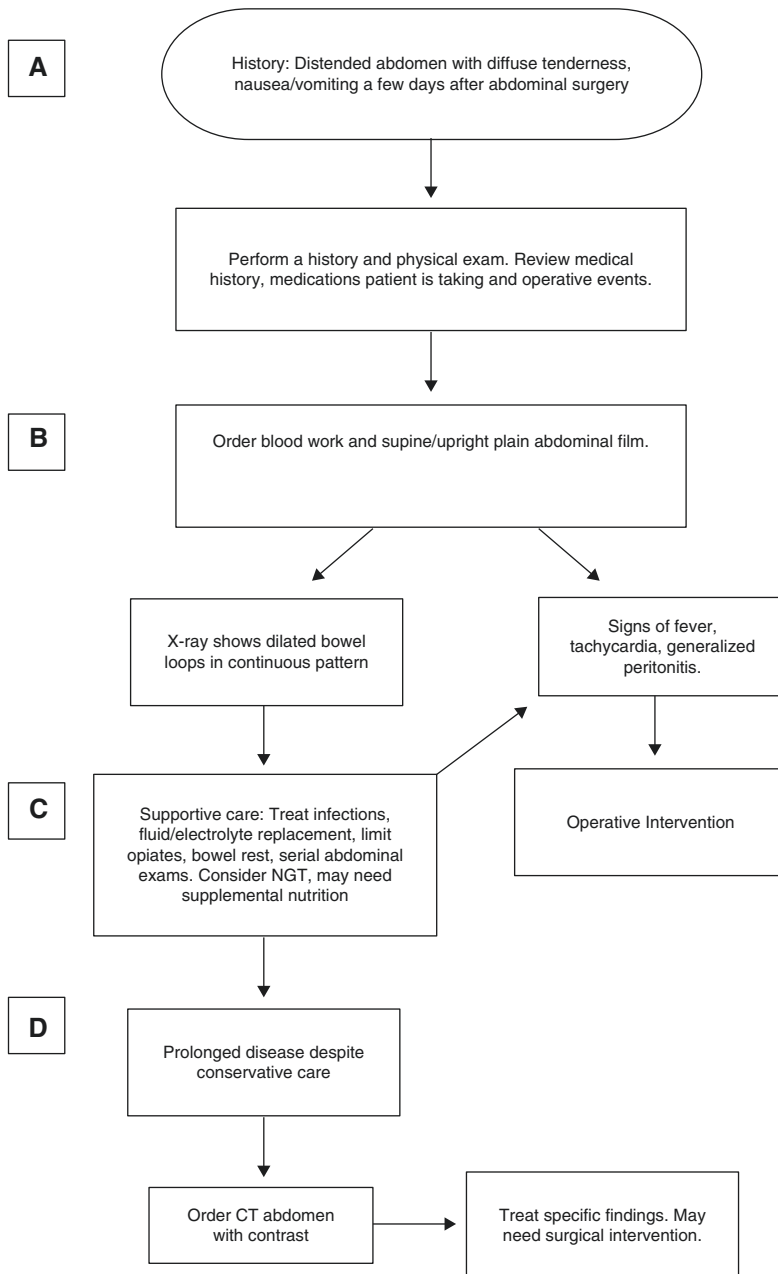 A
History: Distended abdomen with diffuse tenderness,
nausea/vomiting a few days after abdominal surgery
Perform a history and physical exam. Review medical
history, medications patient is taking and operative events.
B
Order blood work and supine/upright plain abdominal film.
X-ray shows dilated bowel
loops in continuous pattern
Signs of fever,
tachycardia, generalized
peritonitis.
C
Supportive care: Treat infections,
fluid/electrolyte replacement, limit
opiates, bowel rest, serial abdominal
exams. Consider NGT, may need
supplemental nutrition
Operative Intervention
D
Prolonged disease despite
conservative care
Order CT abdomen
with contrast
Treat specific findings. May
need surgical intervention.